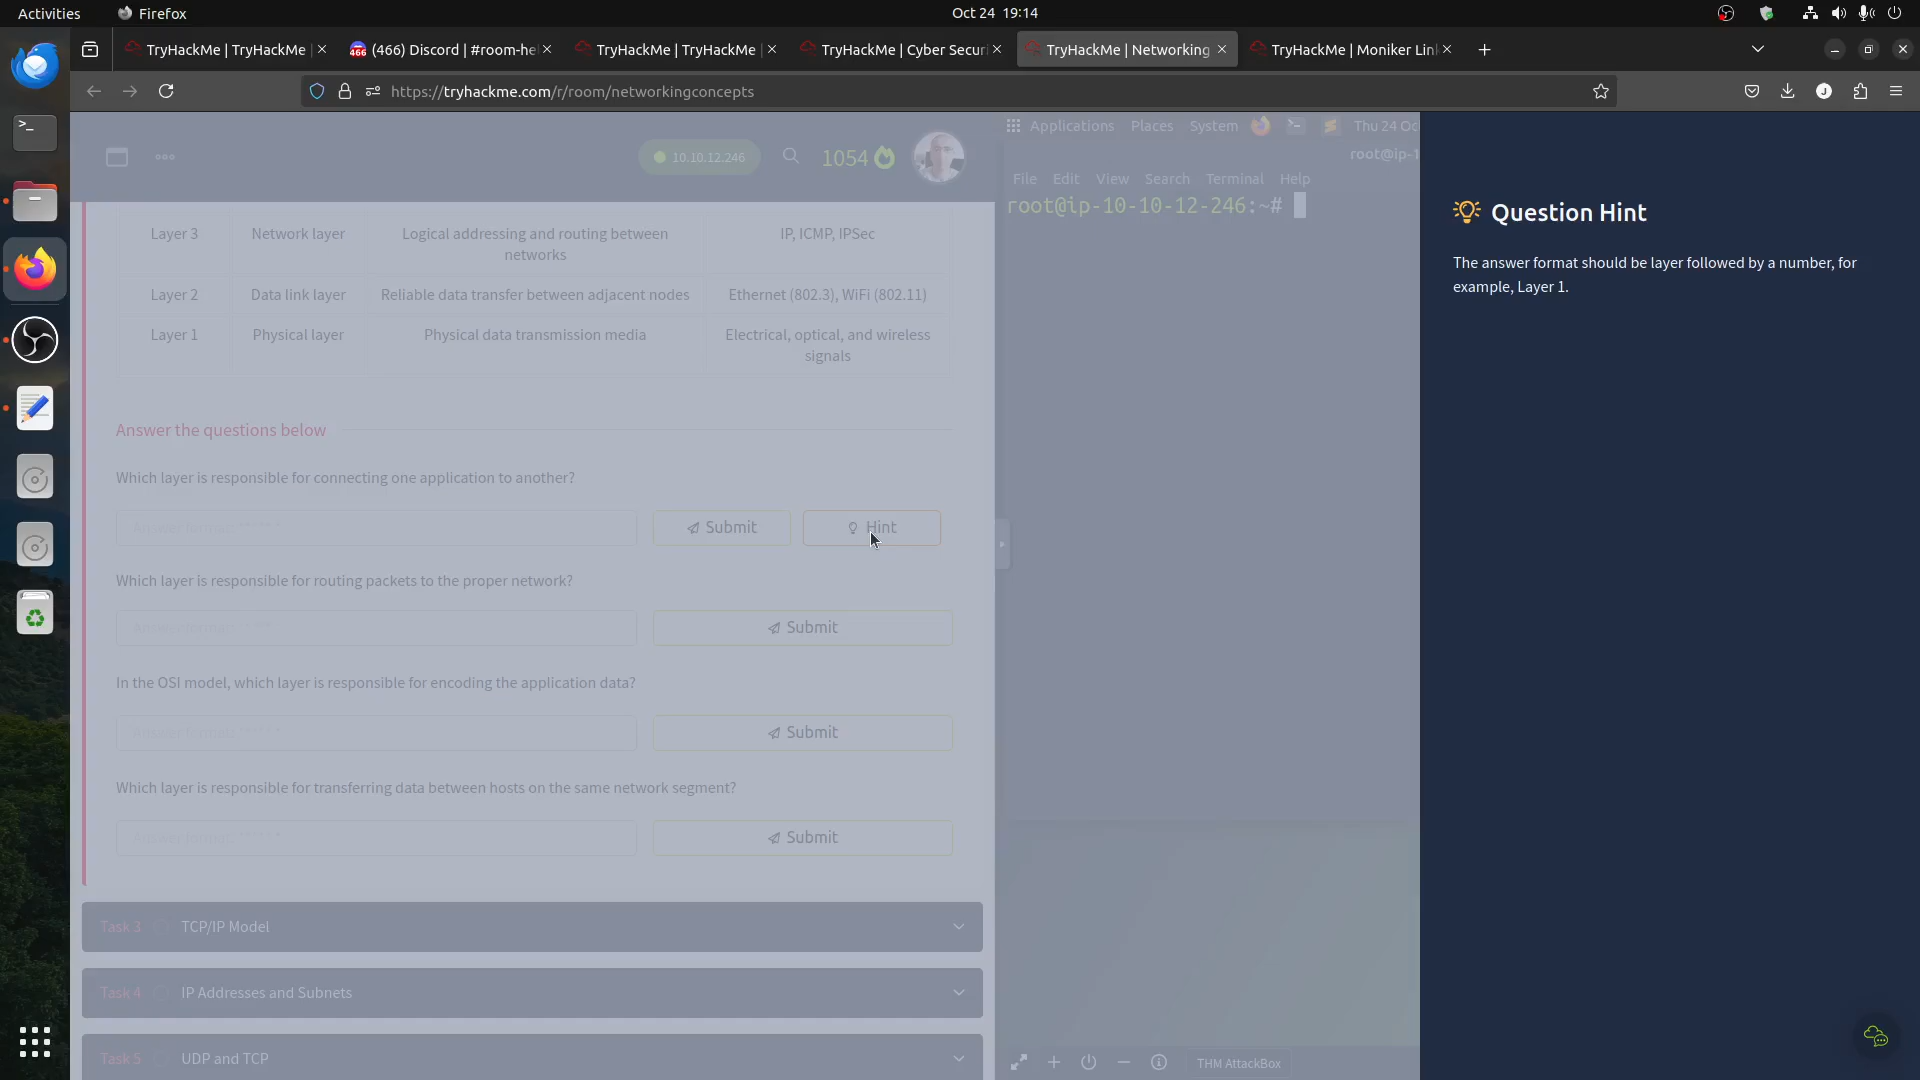 Activities
Firefox
Oct 24 19:14
TryHackMe | TryHackMe
(466) Discord | #room-he
TryHackMe | TryHackMe
TryHackMe | Cyber Securi
TryHackMe | Networking
TryHackMe | Moniker Link
https://tryhackme.com/r/room/networkingconcepts
10.10.12.246
1054
Applications Places System
Thu 24 Oc
root@ip-1
File Edit View Search Terminal Help
root@ip-10-10-12-246:~#
Layer 3 Network layer Logical addressing and routing between networks IP, ICMP, IPSec
Layer 2 Data link layer Reliable data transfer between adjacent nodes Ethernet (802.3), WiFi (802.11)
Layer 1 Physical layer Physical data transmission media Electrical, optical, and wireless signals
Answer the questions below
Which layer is responsible for connecting one application to another?
Submit
Hint
Which layer is responsible for routing packets to the proper network?
Submit
In the OSI model, which layer is responsible for encoding the application data?
Submit
Which layer is responsible for transferring data between hosts on the same network segment?
Submit
Task 3 TCP/IP Model
Task 4 IP Addresses and Subnets
Task 5 UDP and TCP
THM AttackBox
Question Hint
The answer format should be layer followed by a number, for
example, Layer 1.